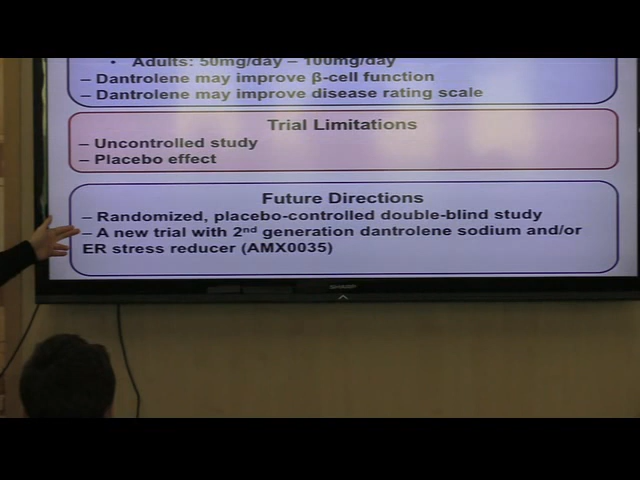 • Adults: 50mg/day – 100mg/day
– Dantrolene may improve β-cell function
– Dantrolene may improve disease rating scale
Trial Limitations
– Uncontrolled study
– Placebo effect
Future Directions
– Randomized, placebo-controlled double-blind study
– A new trial with 2nd generation dantrolene sodium and/or
ER stress reducer (AMX0035)
SHARP